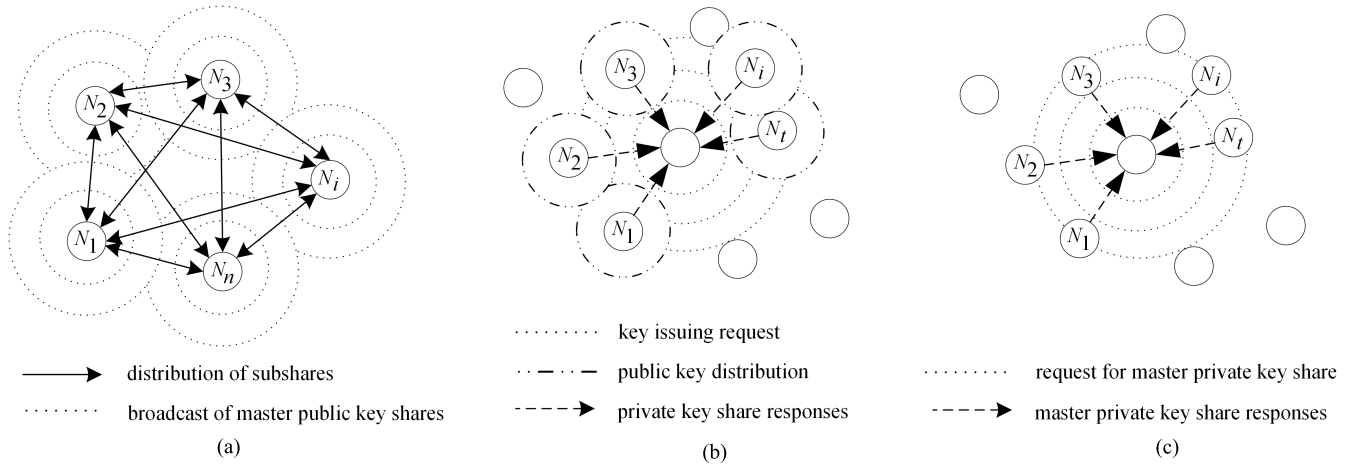 N3
N2
Ni
N1
Nn
distribution of subshares
broadcast of master public key shares
(a)
N3
Ni
Nt
N2
N1
key issuing request
public key distribution
private key share responses
(b)
N3
Ni
Nt
N2
N1
request for master private key share
master private key share responses
(c)